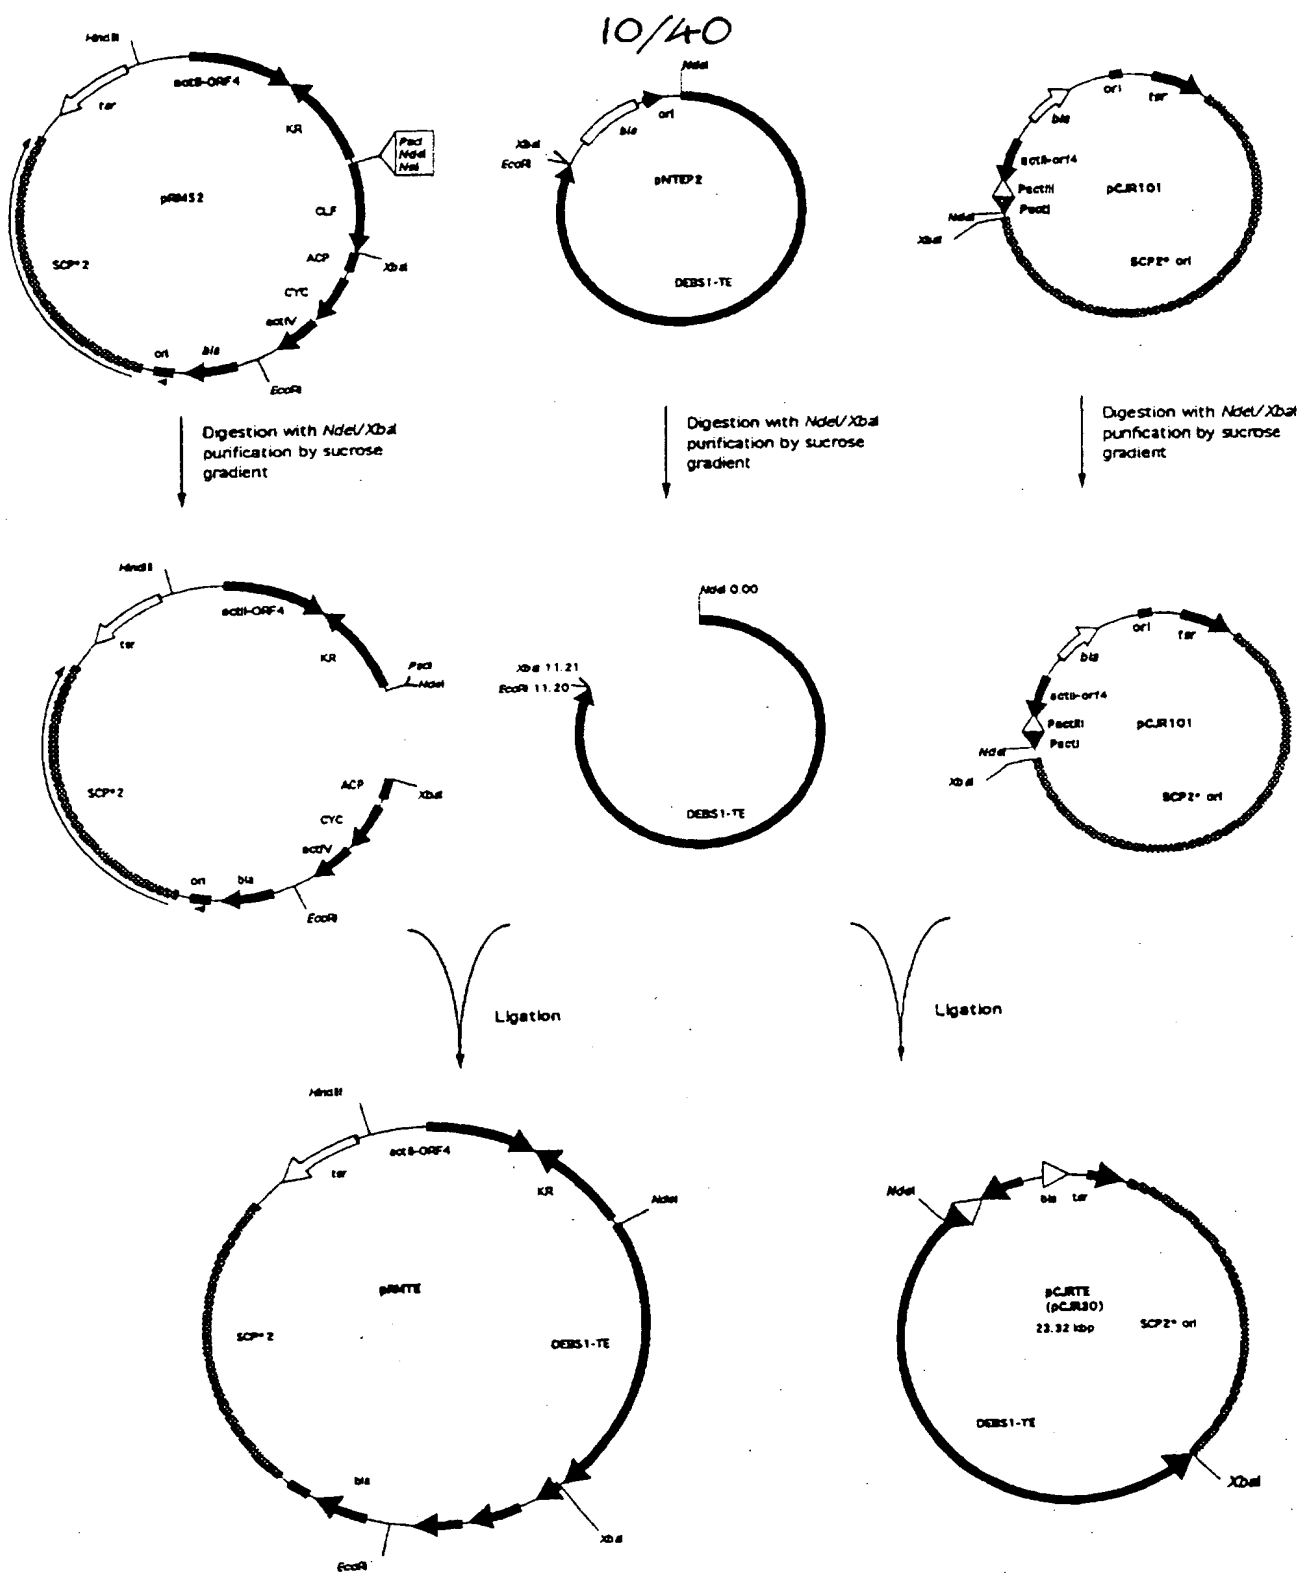 10/40
HindIII
actII-ORF4
tsr
KR
PacI
NdeI
pRMS2
CLF
SCP*2
ACP
XbaI
CYC
actIV
ori
bla
EcoRI
NdeI
ori
bla
XbaI
EcoRI
pNTEP2
DEBS1-TE
ori
tsr
bla
actII-orf4
PactIII
PactI
pCJR101
NdeI
XbaI
SCP2* ori
Digestion with NdeI/XbaI
purification by sucrose
gradient
Digestion with NdeI/XbaI
purification by sucrose
gradient
Digestion with NdeI/XbaI
purification by sucrose
gradient
HindIII
actII-ORF4
tsr
KR
PacI
NdeI
SCP*2
ACP
XbaI
CYC
actIV
ori
bla
EcoRI
NdeI 0.00
XbaI 11.21
EcoRI 11.20
DEBS1-TE
ori
tsr
bla
actII-orf4
PactIII
PactI
pCJR101
NdeI
XbaI
SCP2* ori
Ligation
Ligation
HindIII
actII-ORF4
tsr
KR
NdeI
pRMTE
SCP*2
DEBS1-TE
bla
XbaI
EcoRI
NdeI
bla
tsr
pCJRTE
(pCJR30)
23.32 kbp
SCP2* ori
DEBS1-TE
XbaI